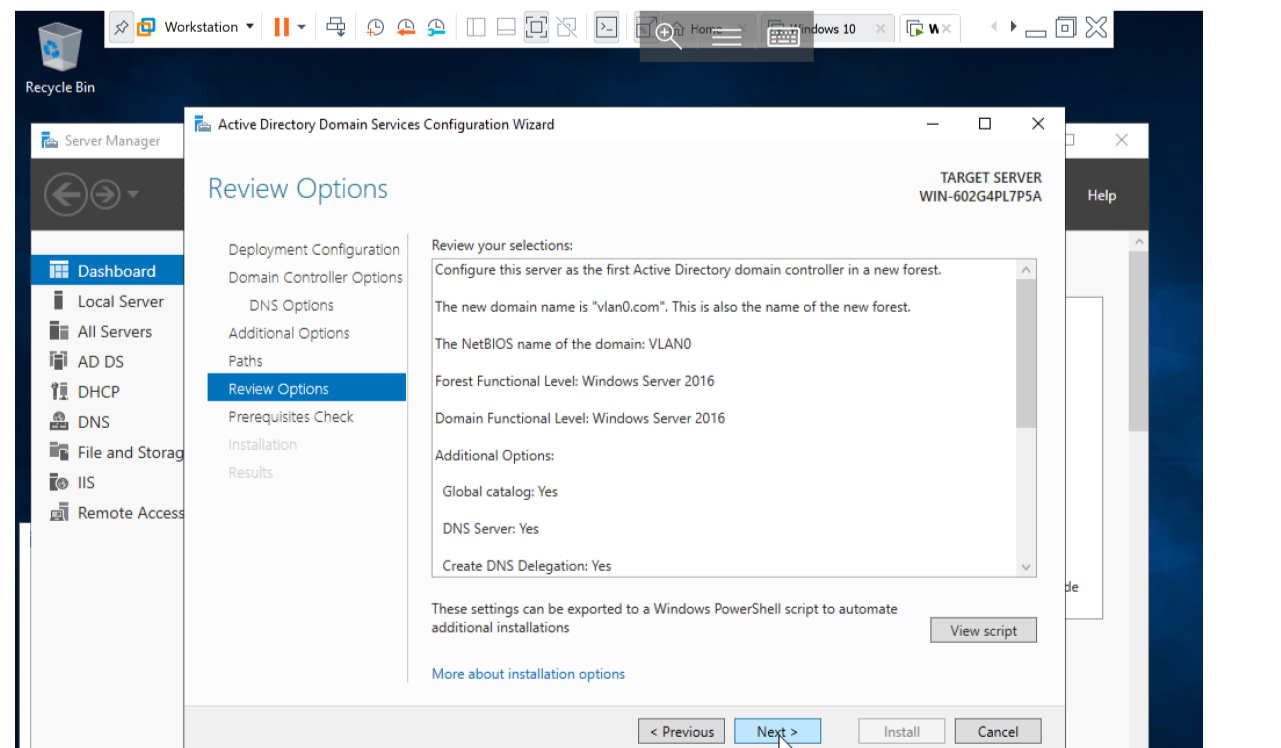 Workstation
Home
Windows 10
W
Recycle Bin
Server Manager
Active Directory Domain Services Configuration Wizard
Help
Review Options
TARGET SERVER
WIN-602G4PL7P5A
Dashboard
Local Server
All Servers
AD DS
DHCP
DNS
File and Storag
IIS
Remote Access
Deployment Configuration
Domain Controller Options
DNS Options
Additional Options
Paths
Review Options
Prerequisites Check
Installation
Results
Review your selections:
Configure this server as the first Active Directory domain controller in a new forest.
The new domain name is "vlan0.com". This is also the name of the new forest.
The NetBIOS name of the domain: VLAN0
Forest Functional Level: Windows Server 2016
Domain Functional Level: Windows Server 2016
Additional Options:
Global catalog: Yes
DNS Server: Yes
Create DNS Delegation: Yes
These settings can be exported to a Windows PowerShell script to automate
additional installations
View script
More about installation options
< Previous
Next >
Install
Cancel